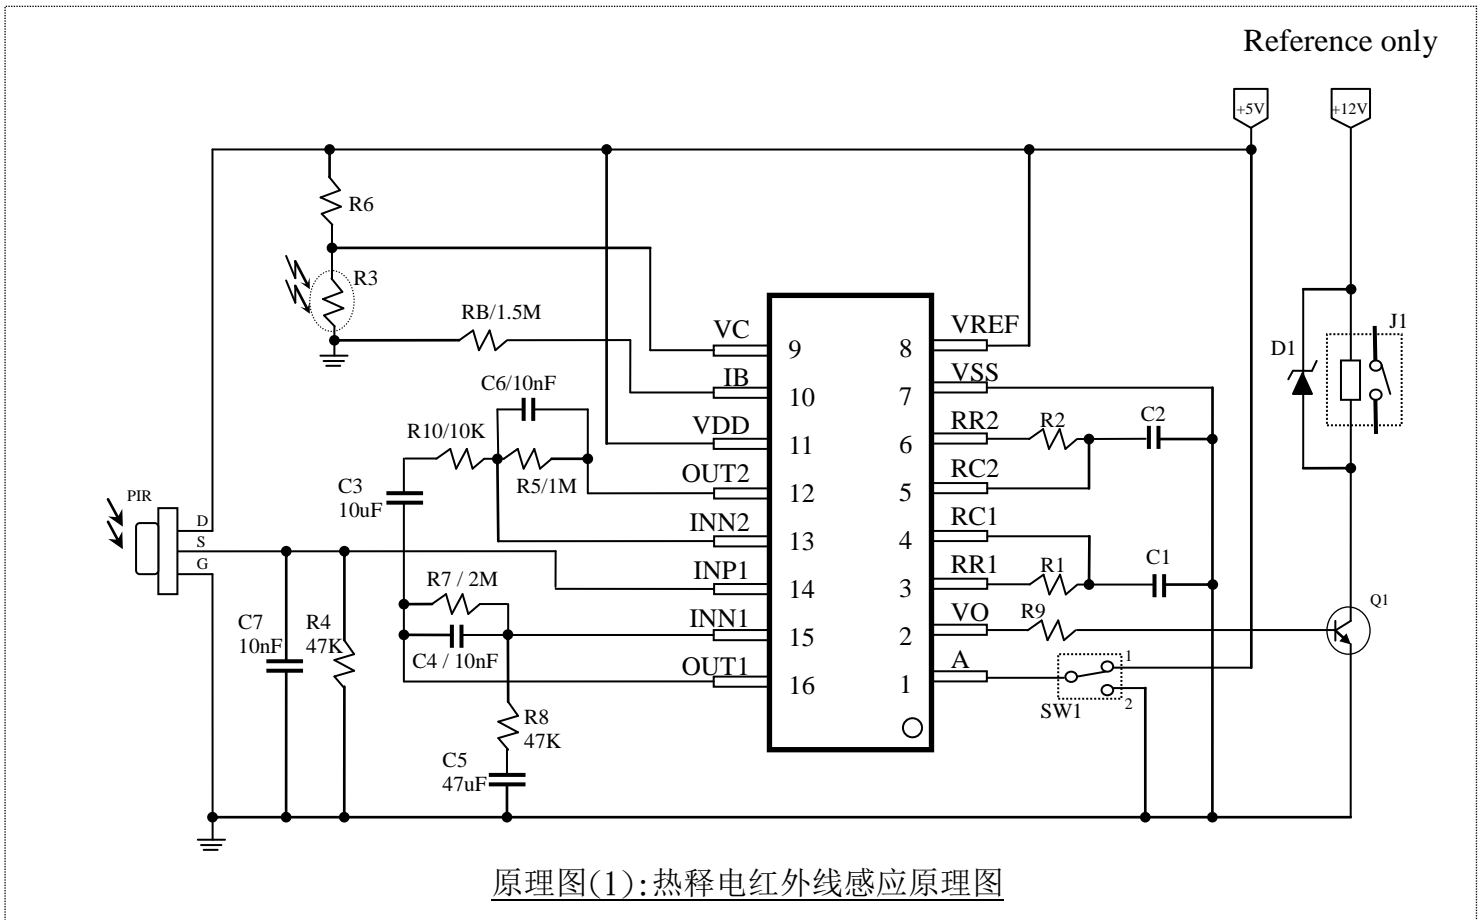 Reference only
+5V
+12V
R6
R3
RB/1.5M
C6/10nF
R10/10K
R5/1M
C3
10uF
PIR
D
S
G
R7 / 2M
C4 / 10nF
C7
10nF
R4
47K
R8
47K
C5
47uF
VC
IB
VDD
OUT2
INN2
INP1
INN1
OUT1
9
10
11
12
13
14
15
16
8
7
6
5
4
3
2
1
VREF
VSS
RR2
RC2
RC1
RR1
VO
A
R2
C2
R1
C1
R9
SW1
1
2
D1
J1
Q1
原理图(1):热释电红外线感应原理图